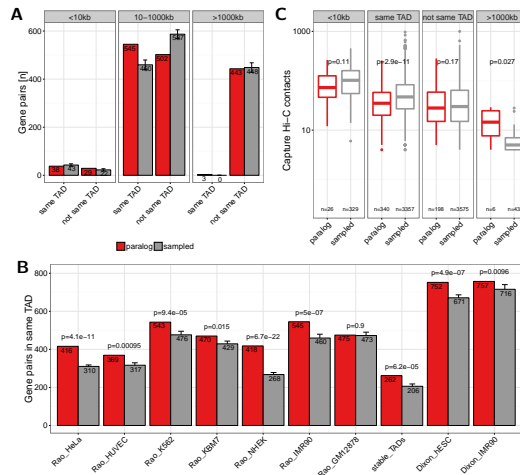 A
<10kb
10−1000kb
>1000kb
Gene pairs [n]
600
400
200
0
38
43
29
22
545
460
502
587
3
0
443
448
same TAD
not same TAD
same TAD
not same TAD
same TAD
not same TAD
paralog
sampled
C
<10kb
same TAD
not same TAD
>1000kb
Capture Hi−C contacts
1000
10
p=0.11
p=2.9e−11
p=0.17
p=0.027
n=26
n=329
n=340
n=3357
n=198
n=3575
n=6
n=43
paralog
sampled
paralog
sampled
paralog
sampled
paralog
sampled
B
Gene pairs in same TAD
800
600
400
200
0
p=4.1e−11
416
310
p=0.00095
369
317
p=9.4e−05
543
476
p=0.015
470
429
p=6.7e−22
418
268
p=5e−07
545
460
p=0.9
475
473
p=6.2e−05
262
206
p=4.9e−07
752
671
p=0.0096
757
716
Rao_HeLa
Rao_HUVEC
Rao_K562
Rao_KBM7
Rao_NHEK
Rao_IMR90
Rao_GM12878
stable_TADs
Dixon_hESC
Dixon_IMR90